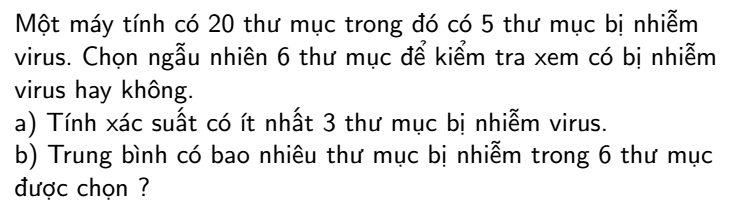 Một máy tính có 20 thư mục trong đó có 5 thư mục bị nhiễm
virus. Chọn ngẫu nhiên 6 thư mục để kiểm tra xem có bị nhiễm
virus hay không.
a) Tính xác suất có ít nhất 3 thư mục bị nhiễm virus.
b) Trung bình có bao nhiêu thư mục bị nhiễm trong 6 thư mục
được chọn ?